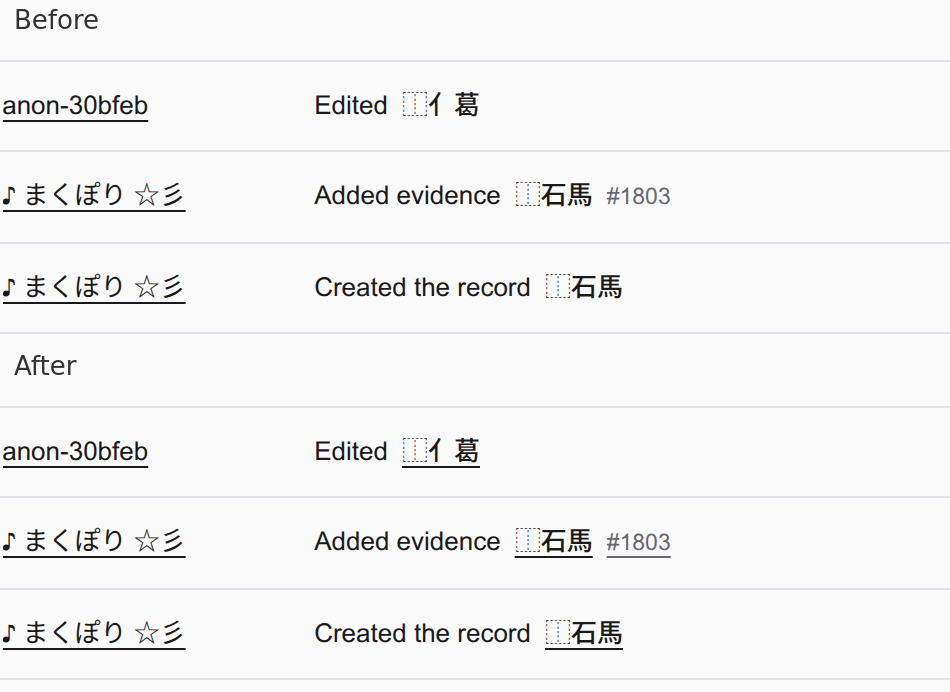 Before
anon-30bfeb Edited ⿰亻葛
♪ まくぽり ☆彡 Added evidence ⿰石馬 #1803
♪ まくぽり ☆彡 Created the record ⿰石馬
After
anon-30bfeb Edited ⿰亻葛
♪ まくぽり ☆彡 Added evidence ⿰石馬 #1803
♪ まくぽり ☆彡 Created the record ⿰石馬